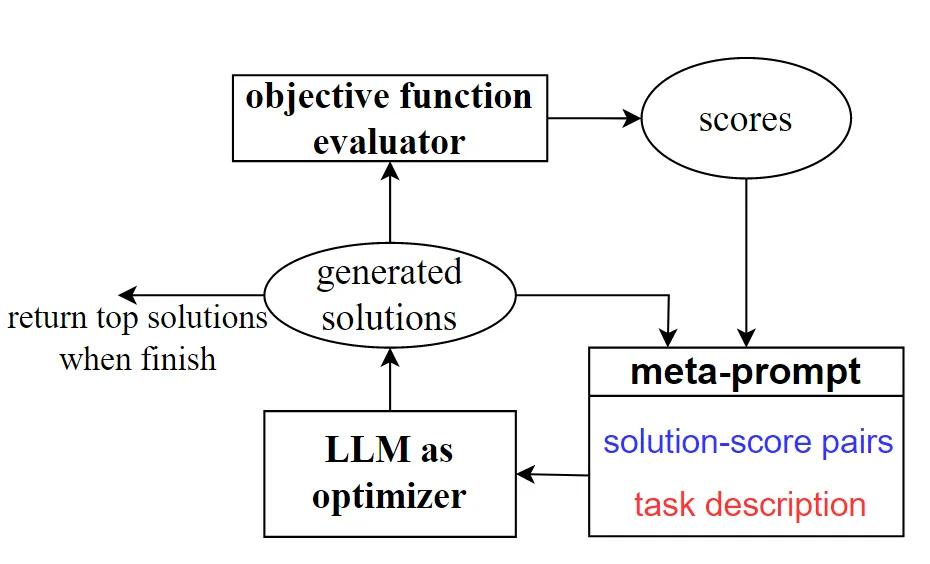 objective function
evaluator
scores
generated
solutions
return top solutions
when finish
meta-prompt
solution-score pairs
task description
LLM as
optimizer